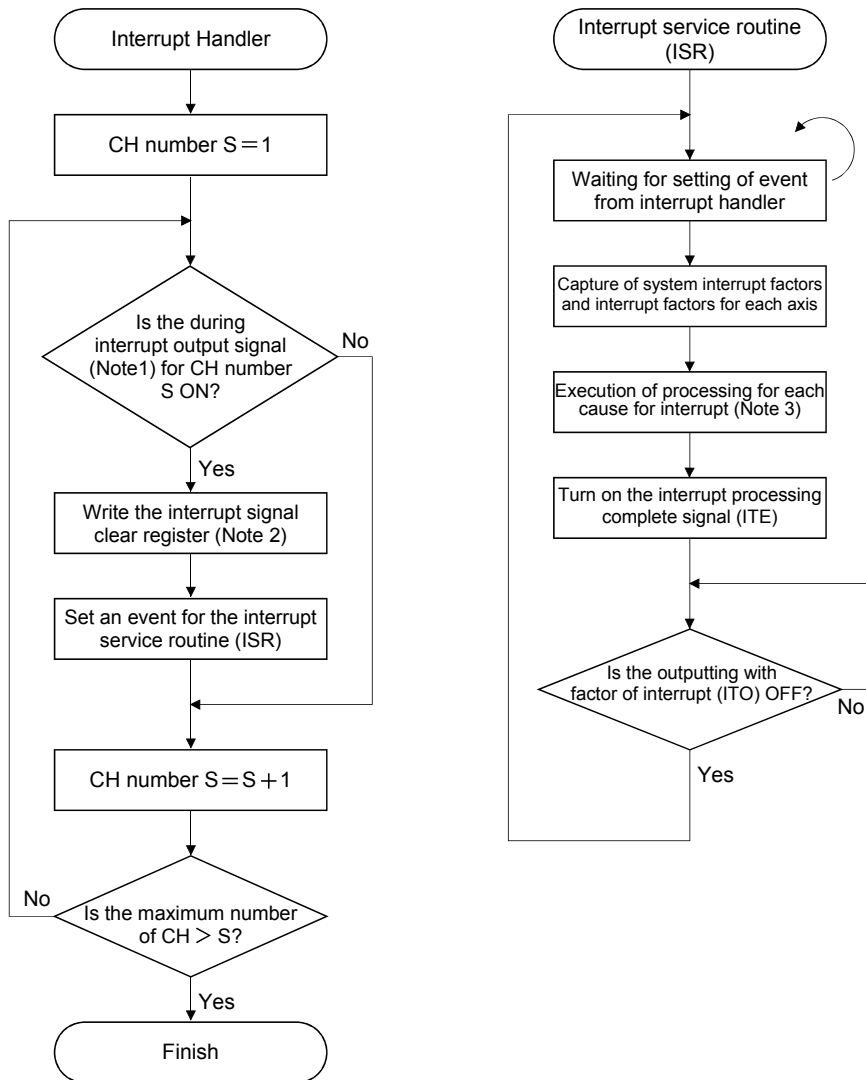 Interrupt Handler
CH number S＝1
Is the during
interrupt output signal
(Note1) for CH number
S ON?
No
Yes
Write the interrupt signal
clear register (Note 2)
Set an event for the interrupt
service routine (ISR)
CH number S＝S＋1
No
Is the maximum number
of CH ＞ S?
Yes
Finish
Interrupt service routine
(ISR)
Waiting for setting of event
from interrupt handler
Capture of system interrupt factors
and interrupt factors for each axis
Execution of processing for each
cause for interrupt (Note 3)
Turn on the interrupt processing
complete signal (ITE)
Is the outputting with
factor of interrupt (ITO) OFF?
No
Yes